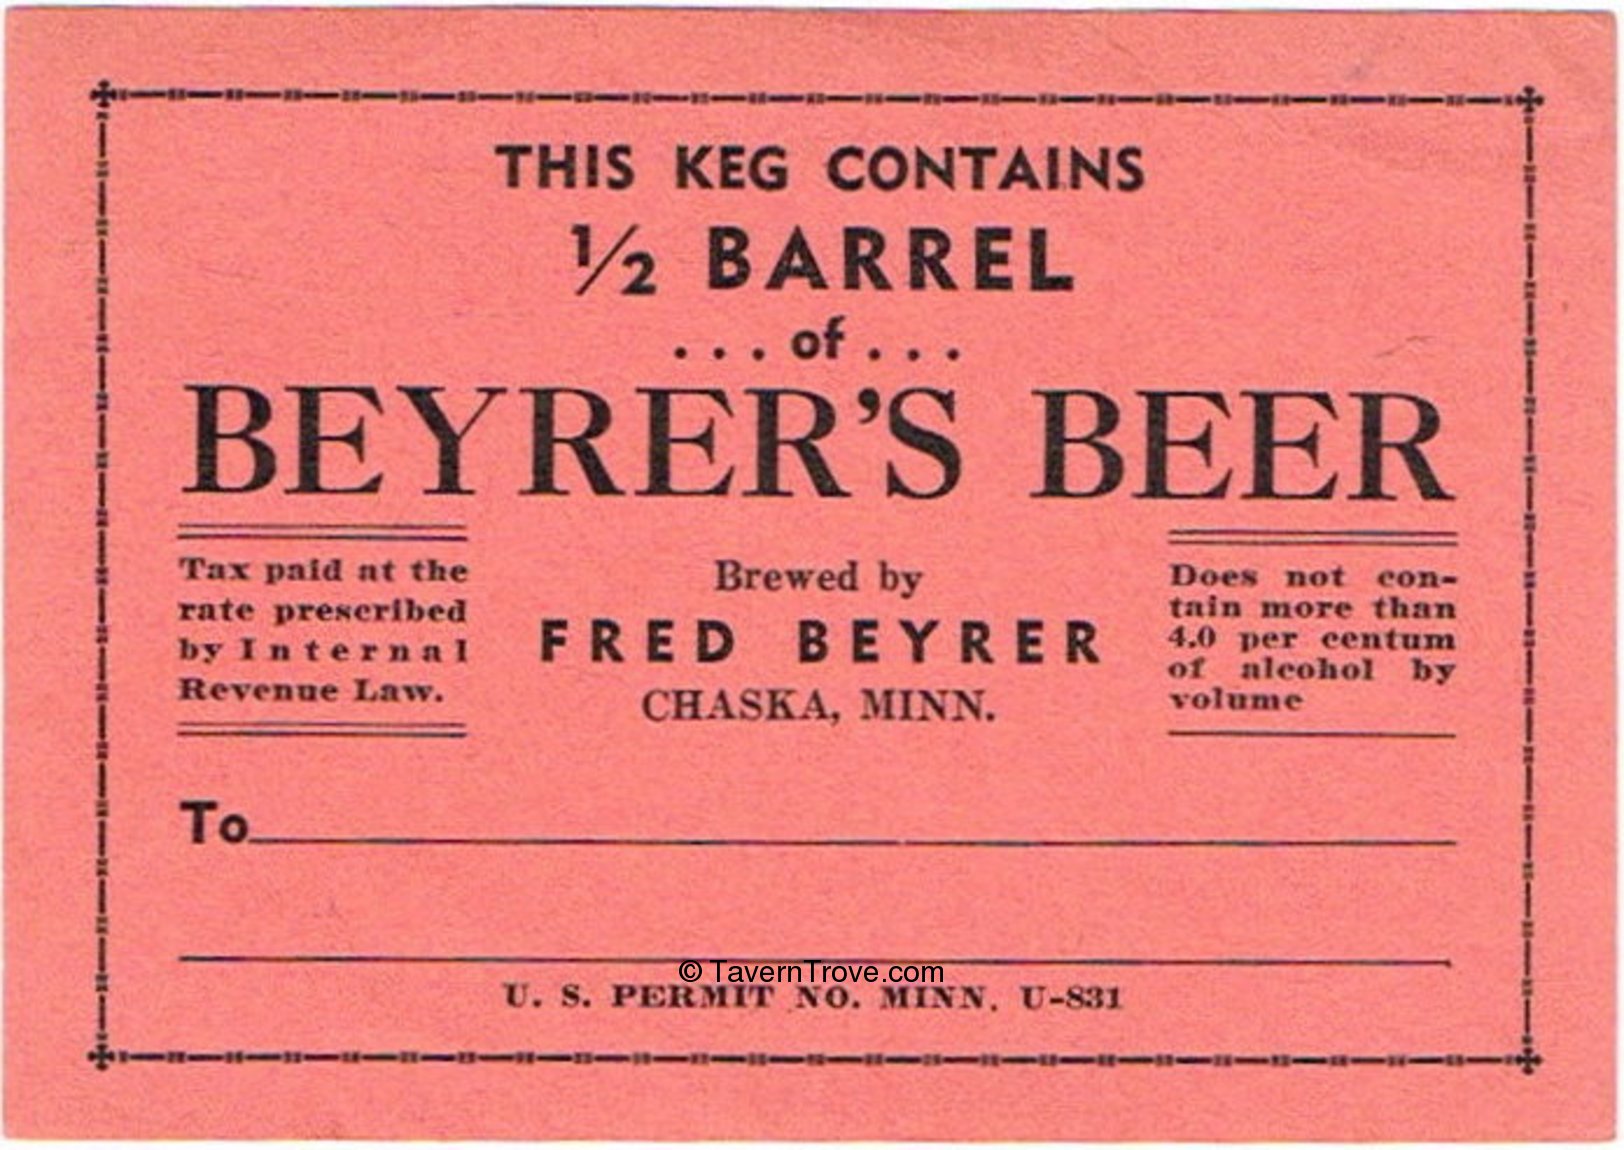 THIS KEG CONTAINS
1/2 BARREL
... of ...
BEYRER'S BEER
Tax paid at the
rate prescribed
by Internal
Revenue Law.
Brewed by
FRED BEYRER
CHASKA, MINN.
Does not con-
tain more than
4.0 per centum
of alcohol by
volume
To
© TavernTrove.com
U. S. PERMIT NO. MINN. U-831